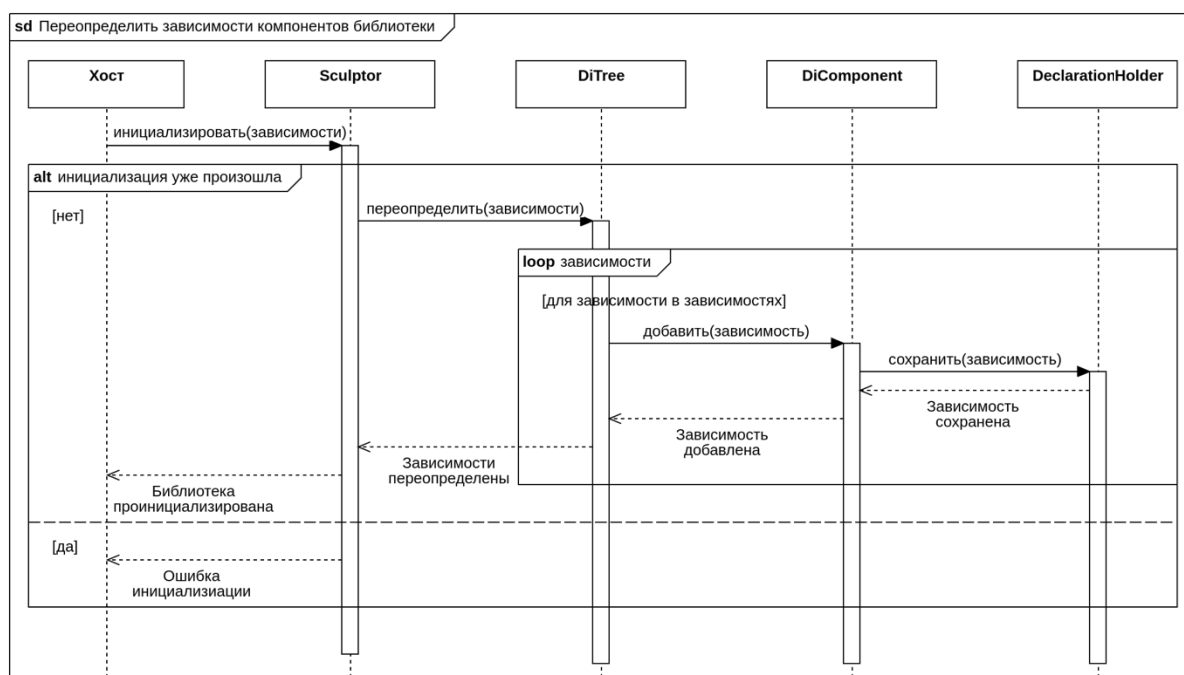 sd Переопределить зависимости компонентов библиотеки
Хост
Sculptor
DiTree
DiComponent
DeclarationHolder
инициализировать(зависимости)
alt инициализация уже произошла
[нет]
переопределить(зависимости)
loop зависимости
[для зависимости в зависимостях]
добавить(зависимость)
сохранить(зависимость)
Зависимость
сохранена
Зависимость
добавлена
Зависимости
переопределены
Библиотека
проинициализирована
[да]
Ошибка
инициализиации